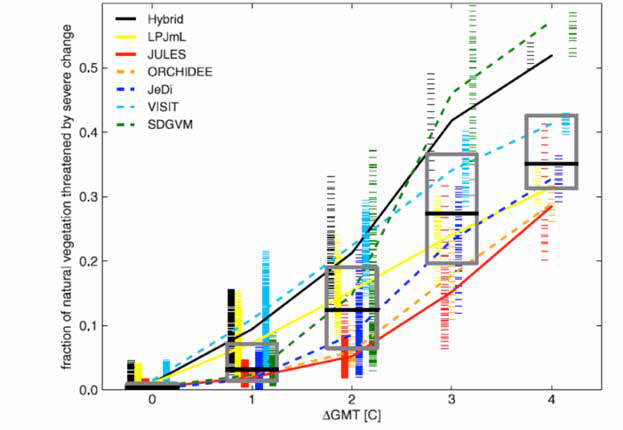 fraction of natural vegetation threatened by severe change
0.5
0.4
0.3
0.2
0.1
0.0
Hybrid
LPJmL
JULES
ORCHIDEE
JeDi
VISIT
SDGVM
0 1 2 3 4
ΔGMT [C]